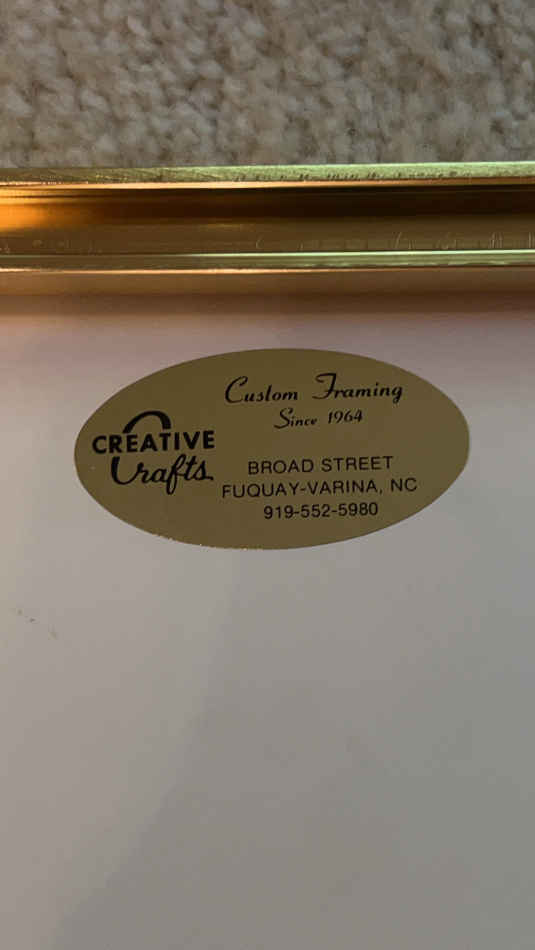 Custom Framing
Since 1964
CREATIVE
Crafts
BROAD STREET
FUQUAY-VARINA, NC
919-552-5980